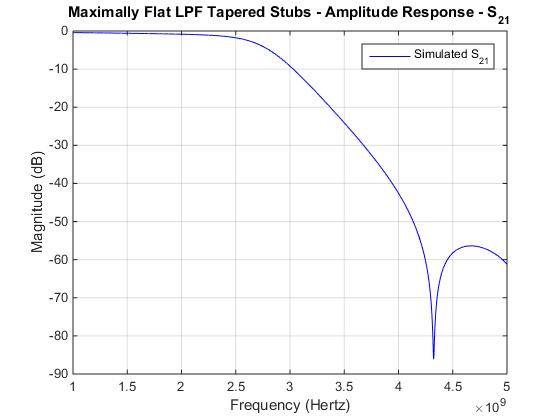 Maximally Flat LPF Tapered Stubs - Amplitude Response - S21
Simulated S21
Magnitude (dB)
0
-10
-20
-30
-40
-50
-60
-70
-80
-90
1 1.5 2 2.5 3 3.5 4 4.5 5
Frequency (Hertz)
×10^9